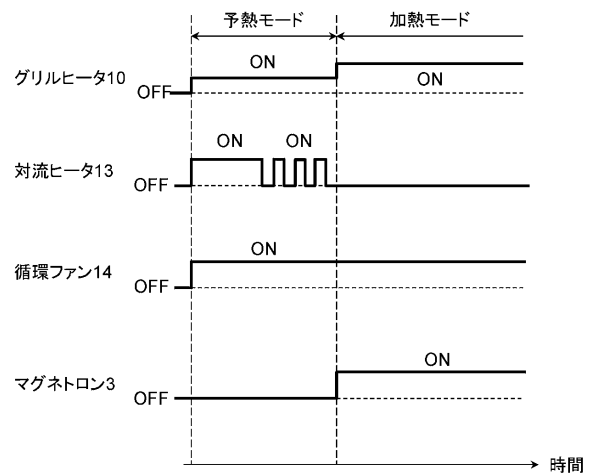 予熱モード 加熱モード
グリルヒータ10 OFF ON ON
対流ヒータ13 OFF ON ON
循環ファン14 OFF ON
マグネトロン3 OFF ON
時間